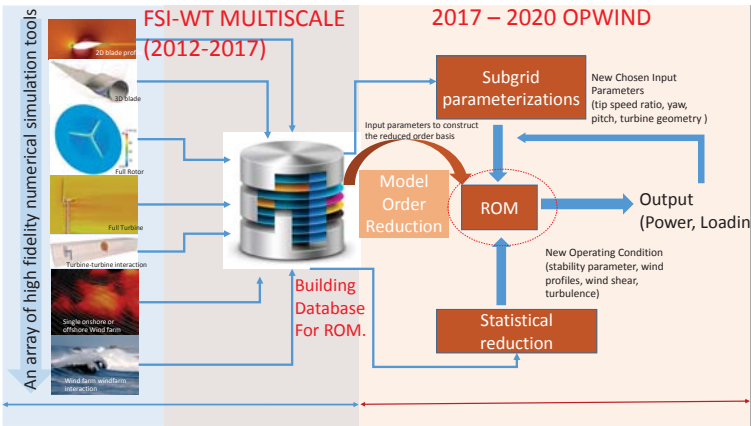 FSI-WT MULTISCALE
(2012-2017)
2017 – 2020 OPWIND
An array of high fidelity numerical simulation tools
2D blade profi
3D blade
Full Rotor
Full Turbine
Turbine-turbine interaction
Single onshore or
offshore Wind farm
Wind farm windfarm
interaction
Building
Database
For ROM.
Input parameters to construct
the reduced order basis
Model
Order
Reduction
Subgrid
parameterizations
New Chosen Input
Parameters
(tip speed ratio, yaw,
pitch, turbine geometry )
ROM
Output
(Power, Loadin
New Operating Condition
(stability parameter, wind
profiles, wind shear,
turbulence)
Statistical
reduction